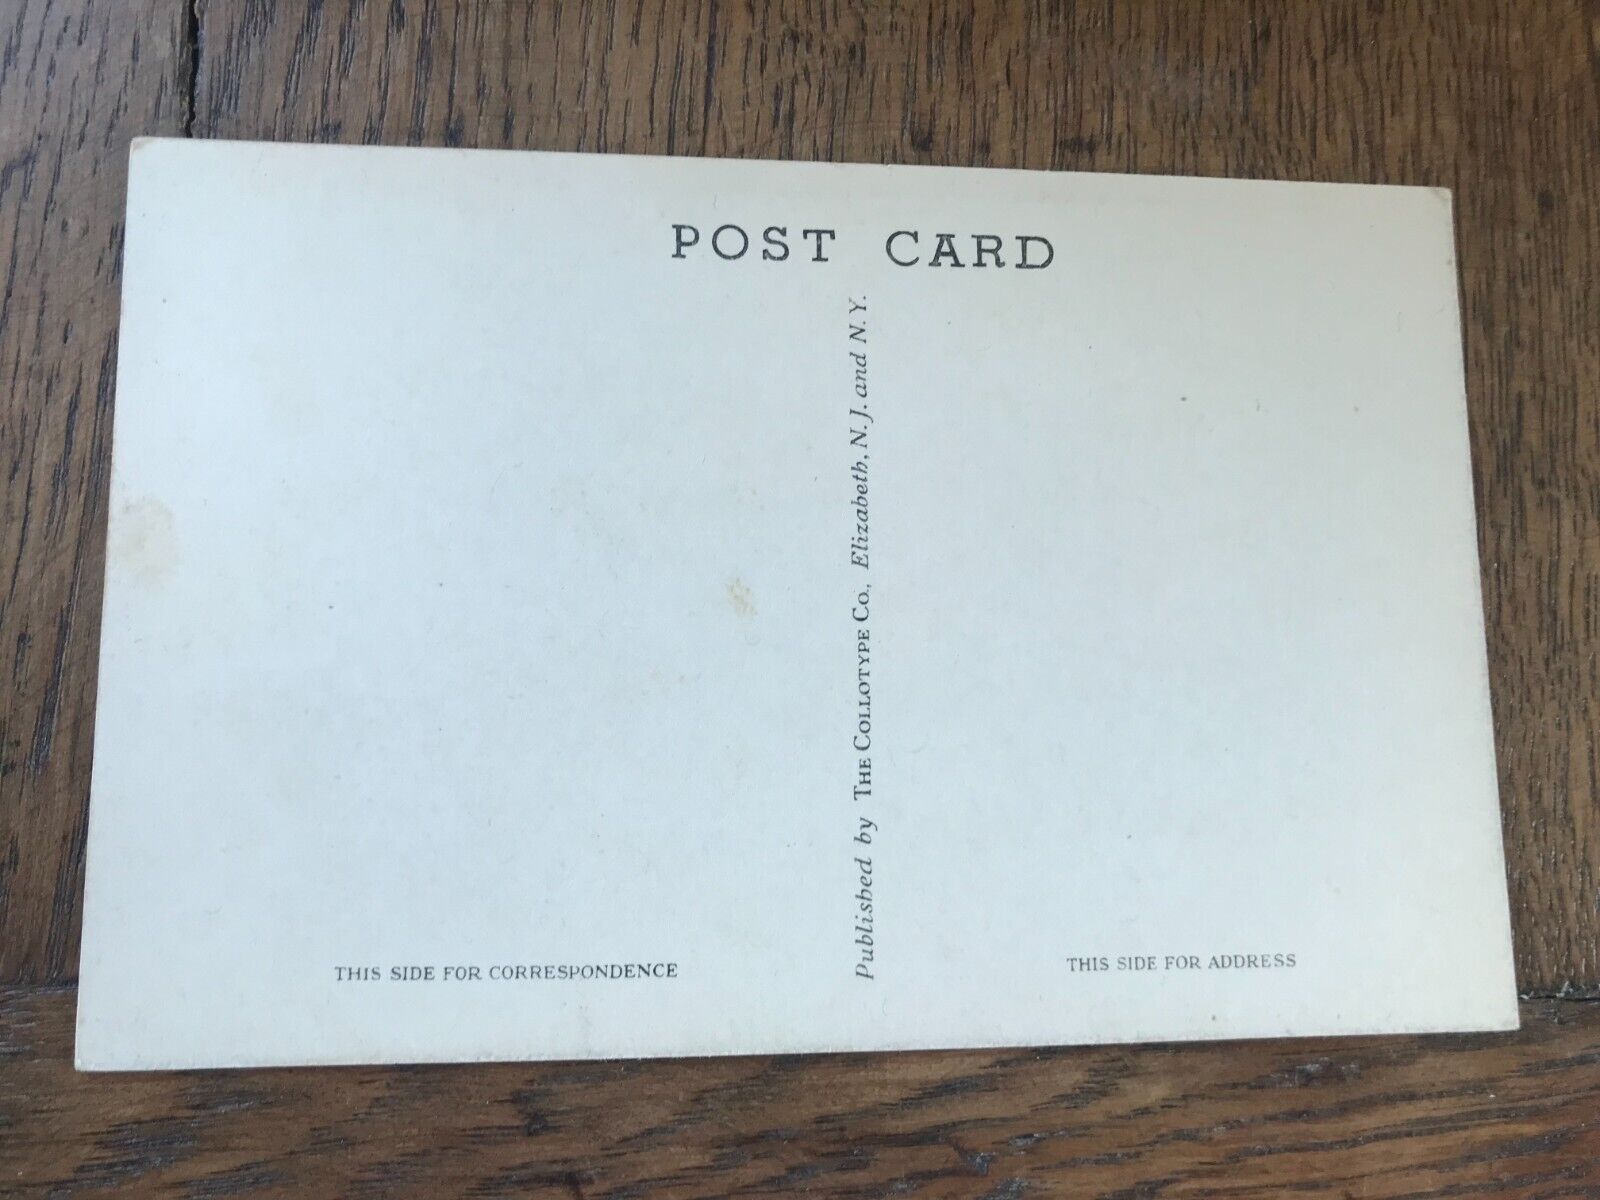 POST CARD
Published by THE COLLOTYPE CO., Elizabeth, N. J. and N. Y.
THIS SIDE FOR CORRESPONDENCE
THIS SIDE FOR ADDRESS